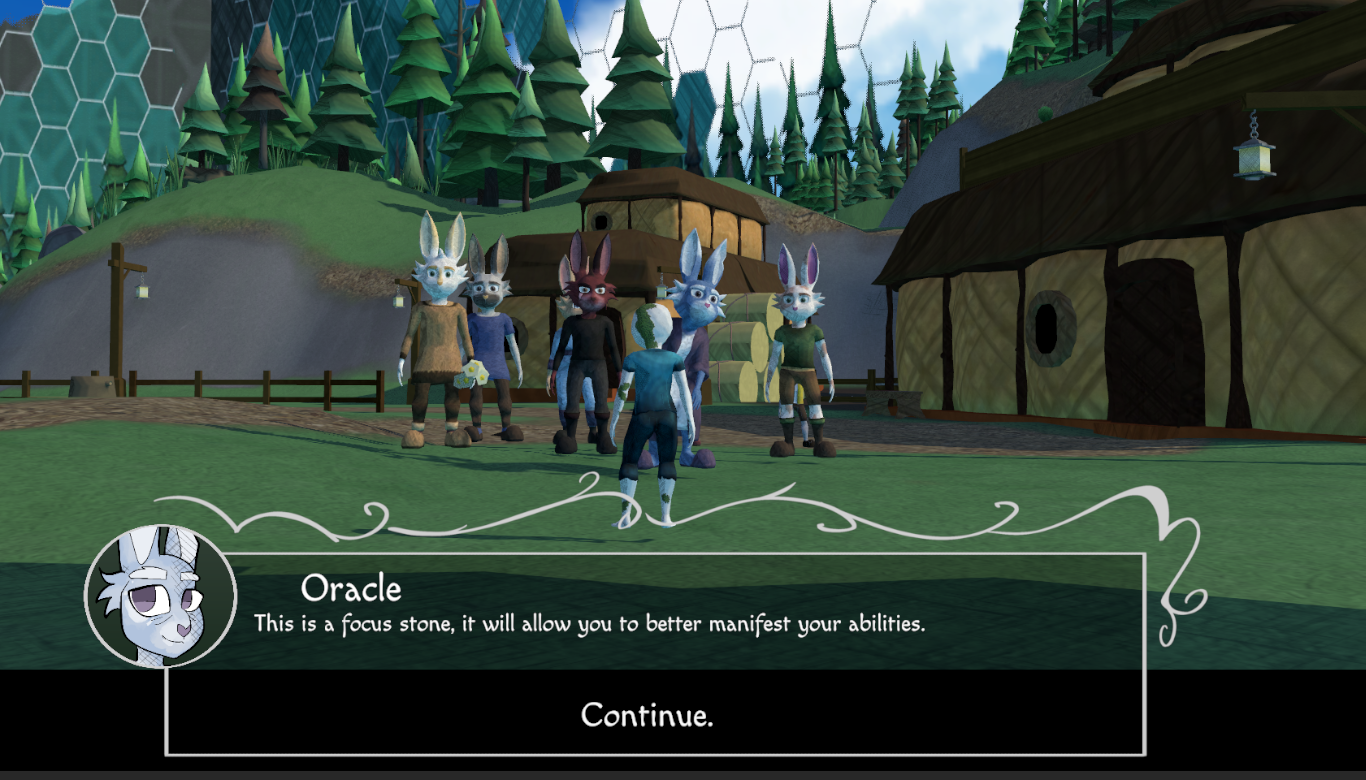 Oracle
This is a focus stone, it will allow you to better manifest your abilities.
Continue.